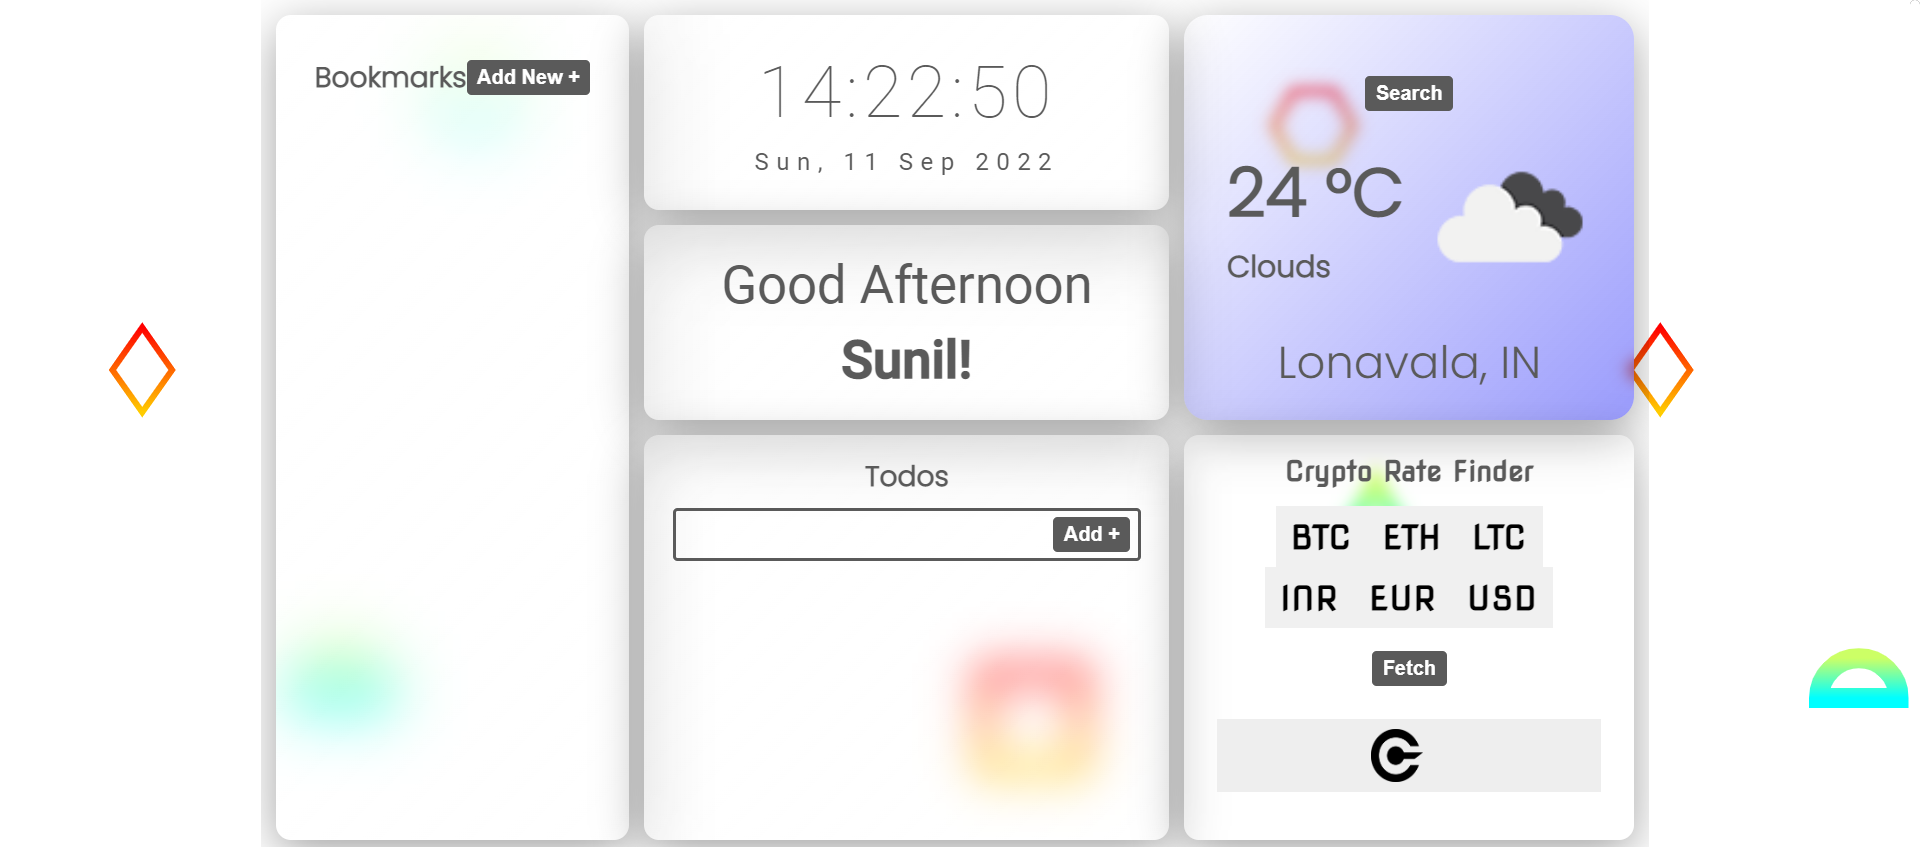 Bookmarks Add New +
14:22:50
Sun, 11 Sep 2022
Good Afternoon
Sunil!
Todos
Add +
Search
24 °C
Clouds
Lonavala, IN
Crypto Rate Finder
BTC ETH LTC
INR EUR USD
Fetch